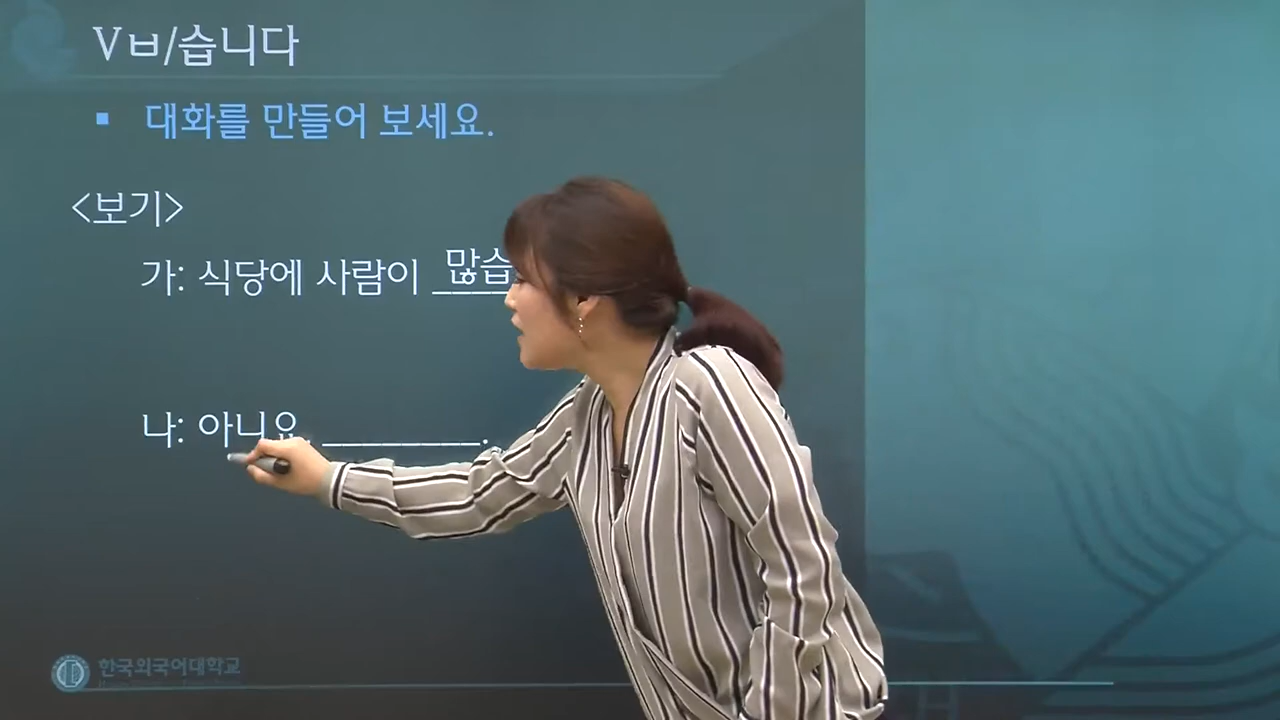 Vㅂ/습니다
▪ 대화를 만들어 보세요.
<보기>
가: 식당에 사람이 많습
나: 아니요, ________.
한국외국어대학교